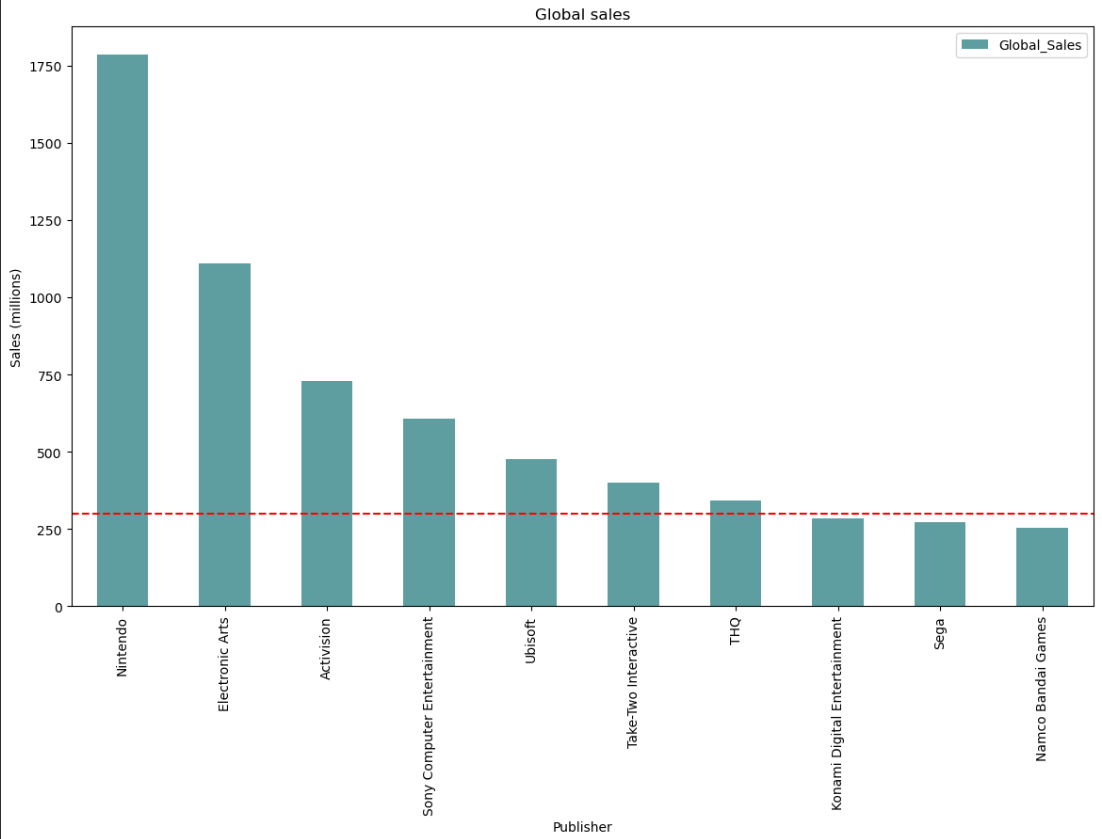 Global sales
Global_Sales
1750
1500
1250
1000
750
500
250
0
Sales (millions)
Nintendo
Electronic Arts
Activision
Sony Computer Entertainment
Ubisoft
Take-Two Interactive
THQ
Konami Digital Entertainment
Sega
Namco Bandai Games
Publisher